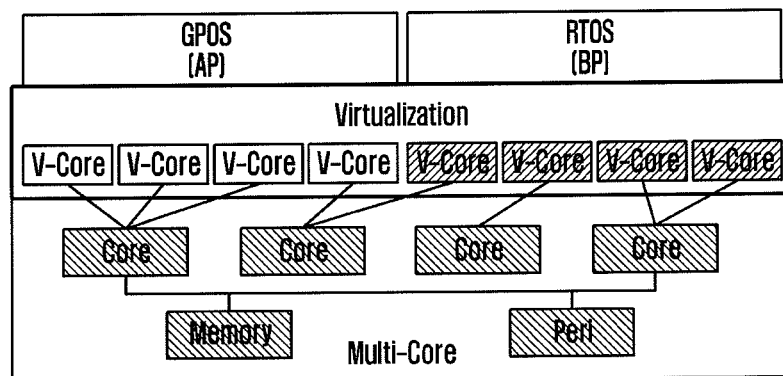 GPOS RTOS
(AP) (BP)
Virtualization
V-Core V-Core V-Core V-Core V-Core V-Core V-Core V-Core
Core Core Core Core
Memory Peri
Multi-Core